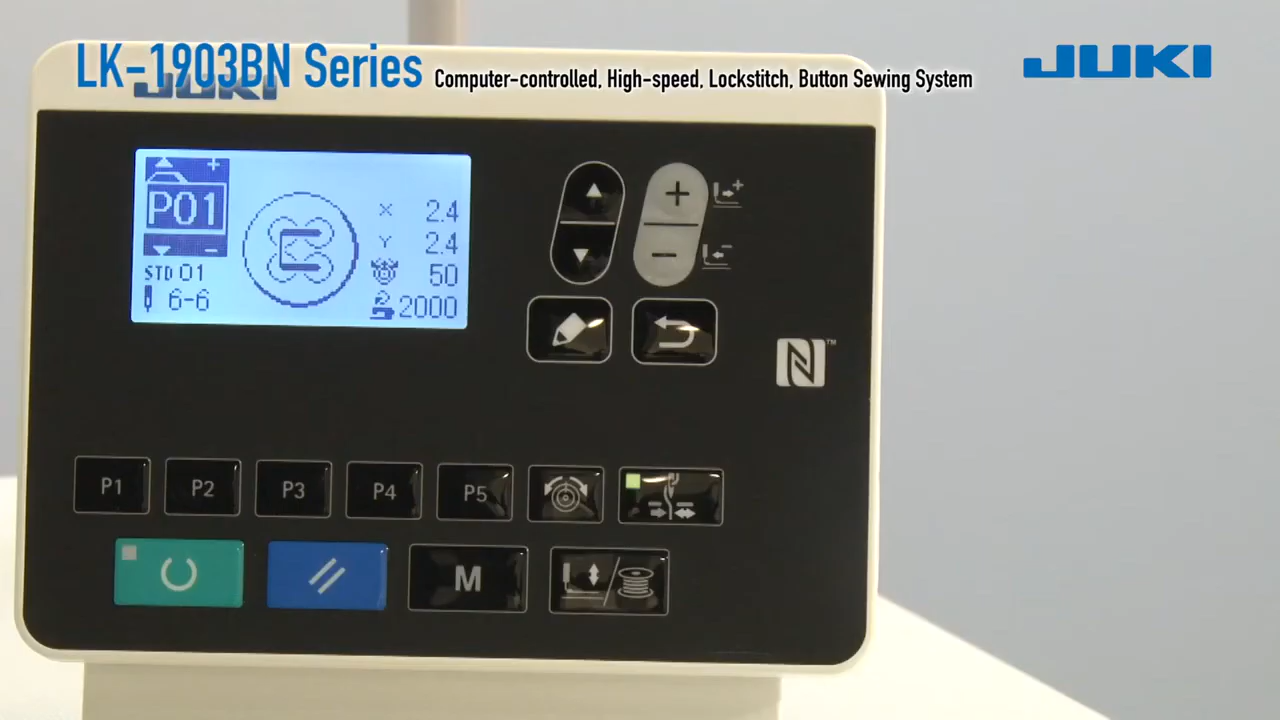 LK-1903BN Series Computer-controlled, High-speed, Lockstitch, Button Sewing System
JUKI
JUKI
P01
X 2.4
Y 2.4
STD 01
50
6-6
2000
P1
P2
P3
P4
P5
M
TM